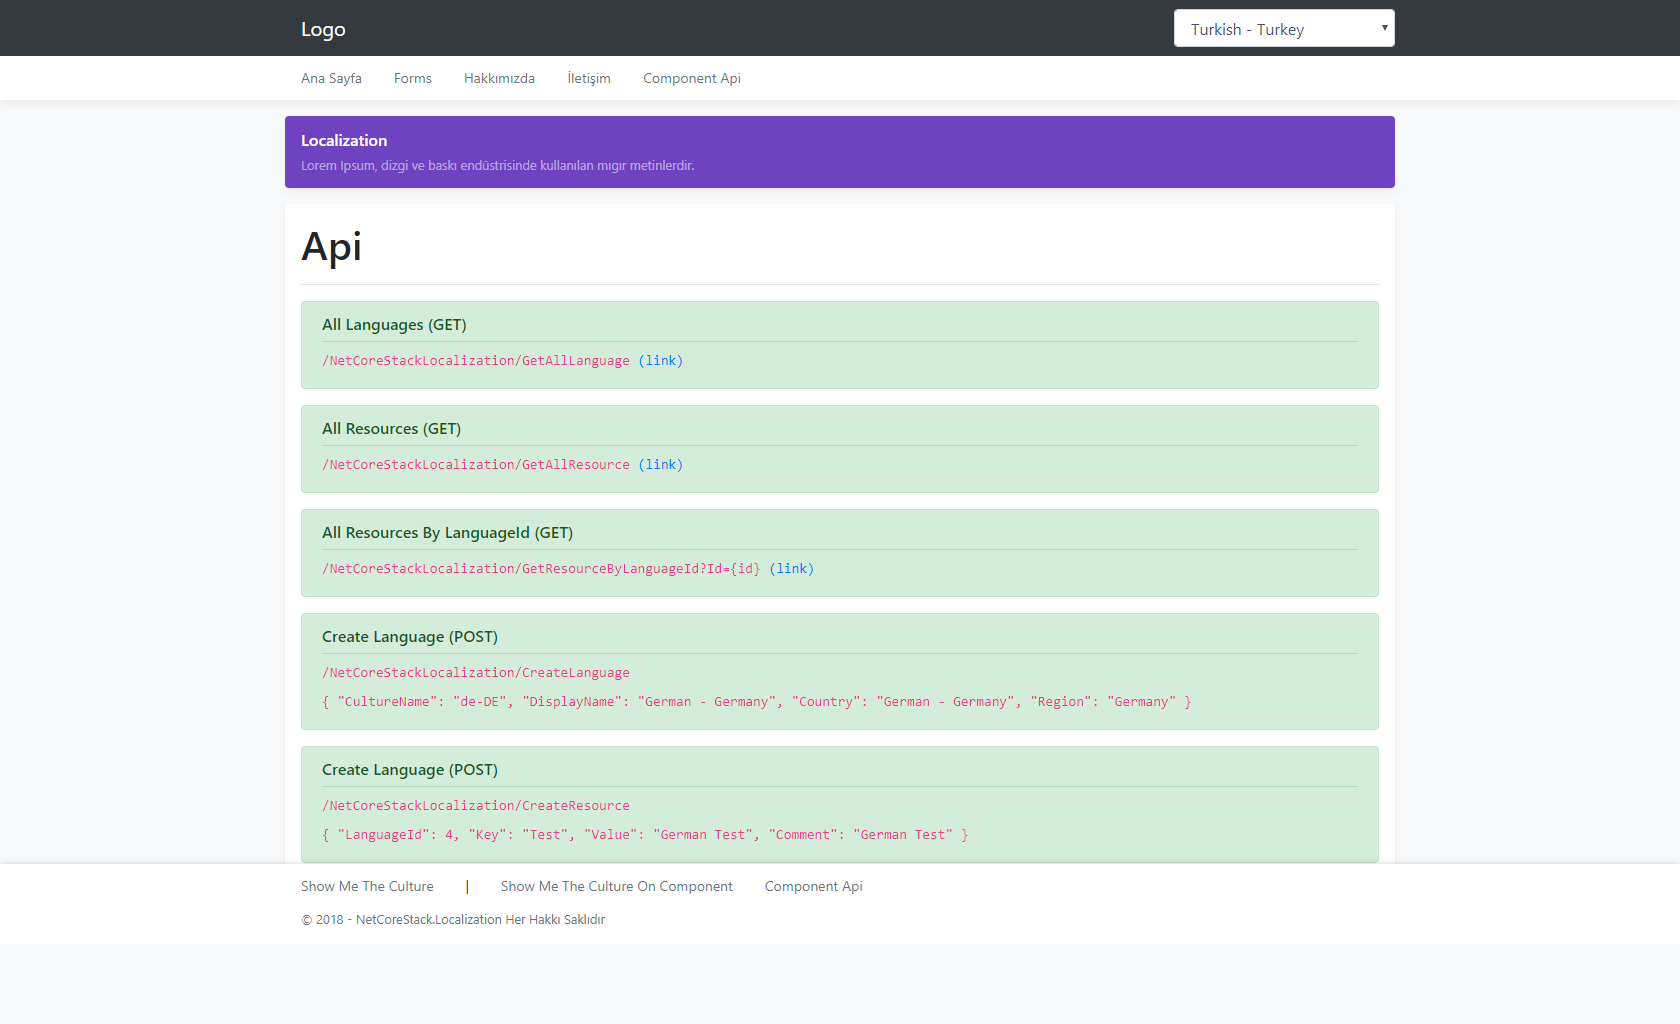 Logo
Turkish - Turkey
Ana Sayfa Forms Hakkımızda İletişim Component Api
Localization
Lorem Ipsum, dizgi ve baskı endüstrisinde kullanılan mıgır metinlerdir.
Api
All Languages (GET)
/NetCoreStackLocalization/GetAllLanguage (link)
All Resources (GET)
/NetCoreStackLocalization/GetAllResource (link)
All Resources By LanguageId (GET)
/NetCoreStackLocalization/GetResourceByLanguageId?Id={id} (link)
Create Language (POST)
/NetCoreStackLocalization/CreateLanguage
{ "CultureName": "de-DE", "DisplayName": "German - Germany", "Country": "German - Germany", "Region": "Germany" }
Create Language (POST)
/NetCoreStackLocalization/CreateResource
{ "LanguageId": 4, "Key": "Test", "Value": "German Test", "Comment": "German Test" }
Show Me The Culture | Show Me The Culture On Component Component Api
© 2018 - NetCoreStack.Localization Her Hakkı Saklıdır